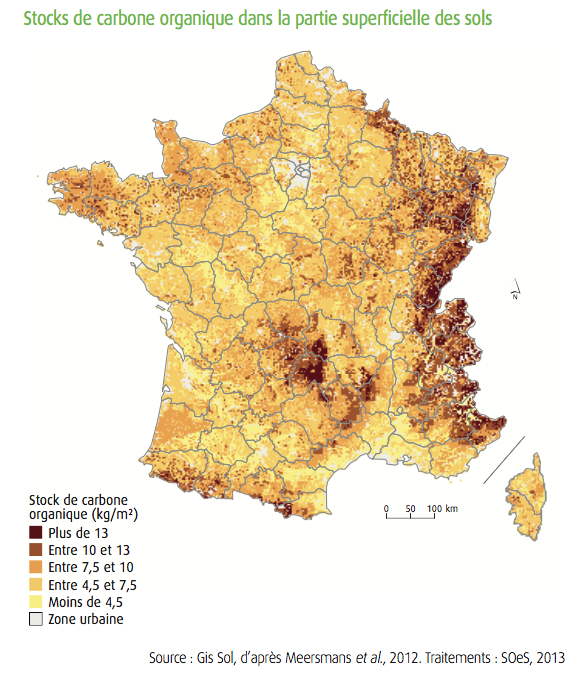 Stocks de carbone organique dans la partie superficielle des sols
N
0 50 100 km
Stock de carbone
organique (kg/m²)
Plus de 13
Entre 10 et 13
Entre 7,5 et 10
Entre 4,5 et 7,5
Moins de 4,5
Zone urbaine
Source : Gis Sol, d'après Meersmans et al., 2012. Traitements : SOeS, 2013